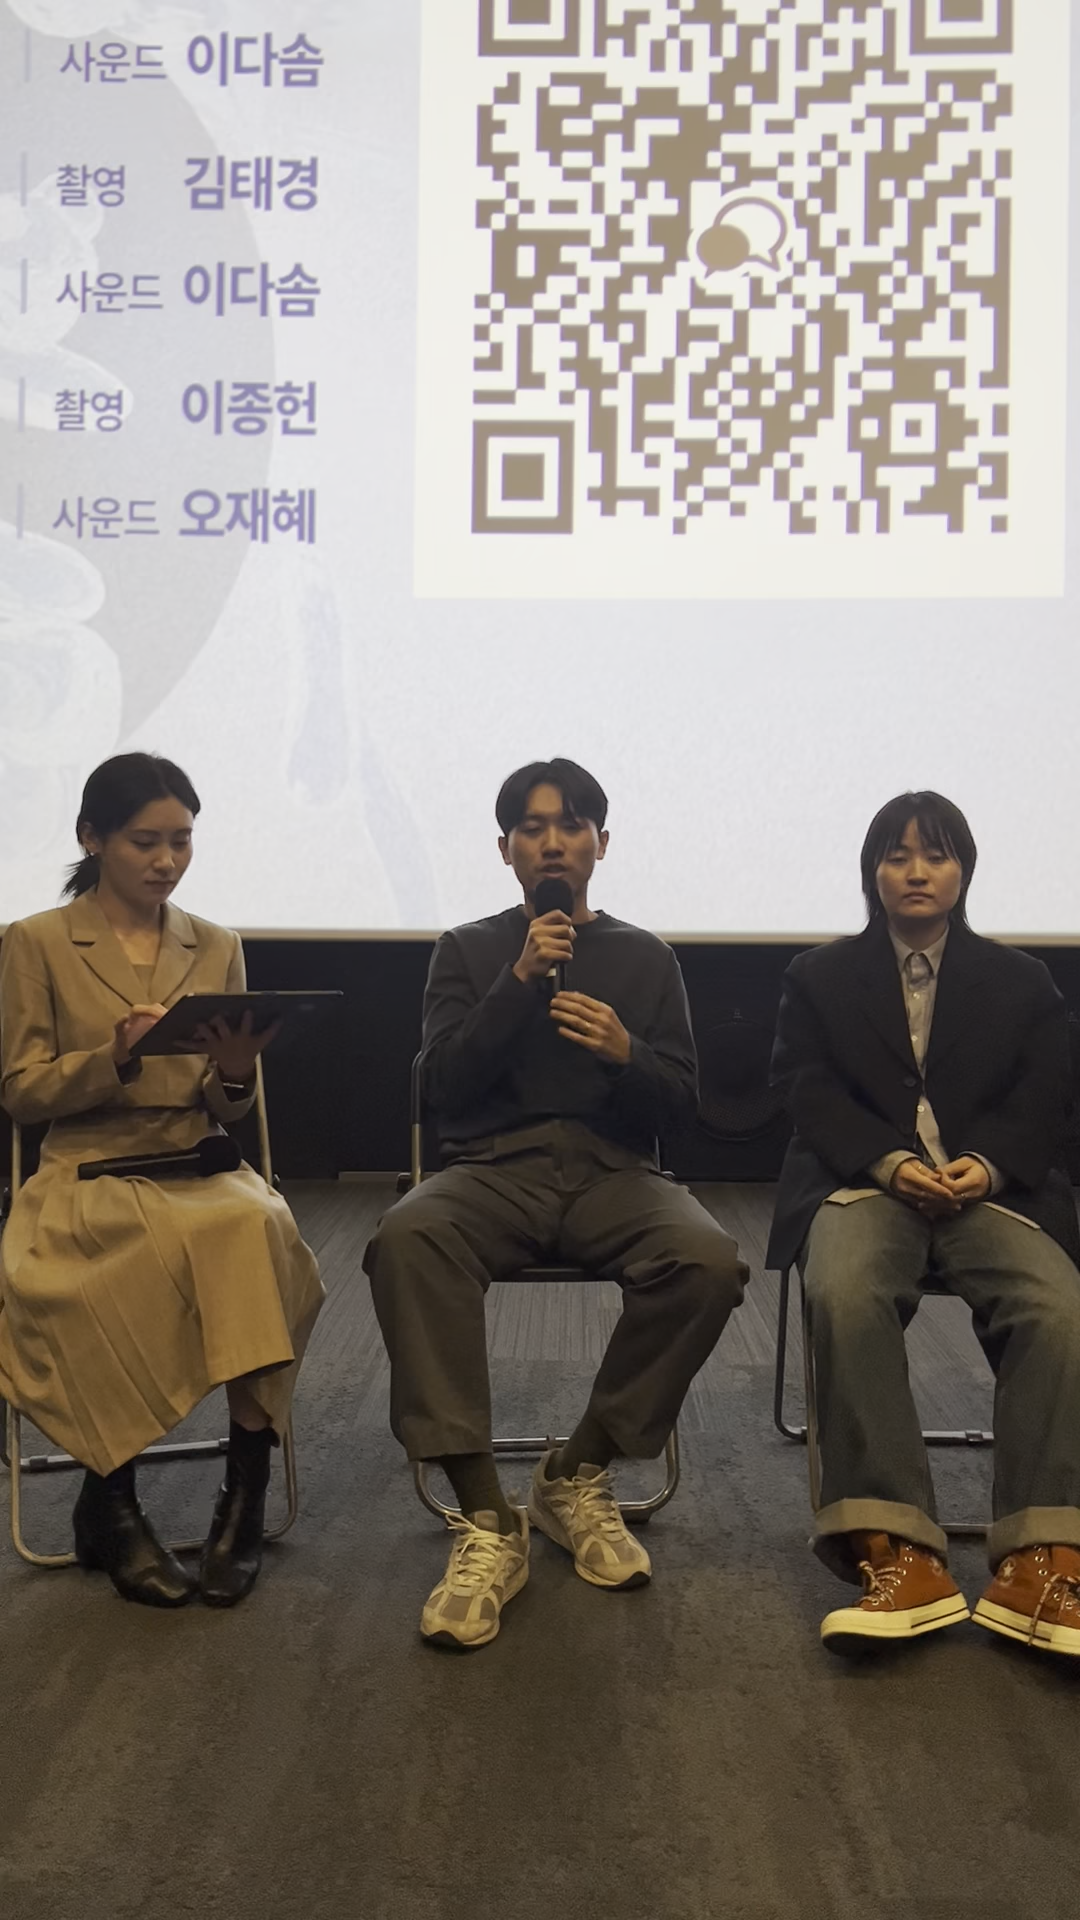 사운드 이다솜
촬영 김태경
사운드 이다솜
촬영 이종헌
사운드 오재혜